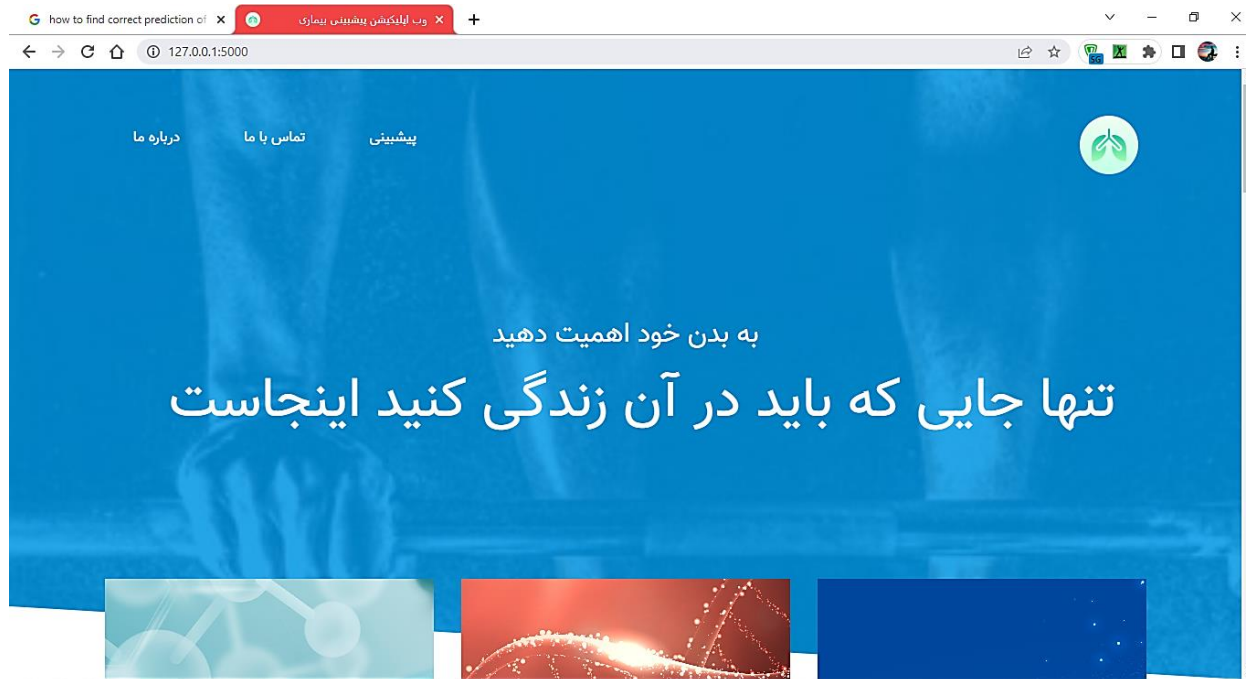 how to find correct prediction of
وب اپلیکیشن پیشبینی بیماری
127.0.0.1:5000
5G
پیشبینی
تماس با ما
درباره ما
به بدن خود اهمیت دهید
تنها جایی که باید در آن زندگی کنید اینجاست